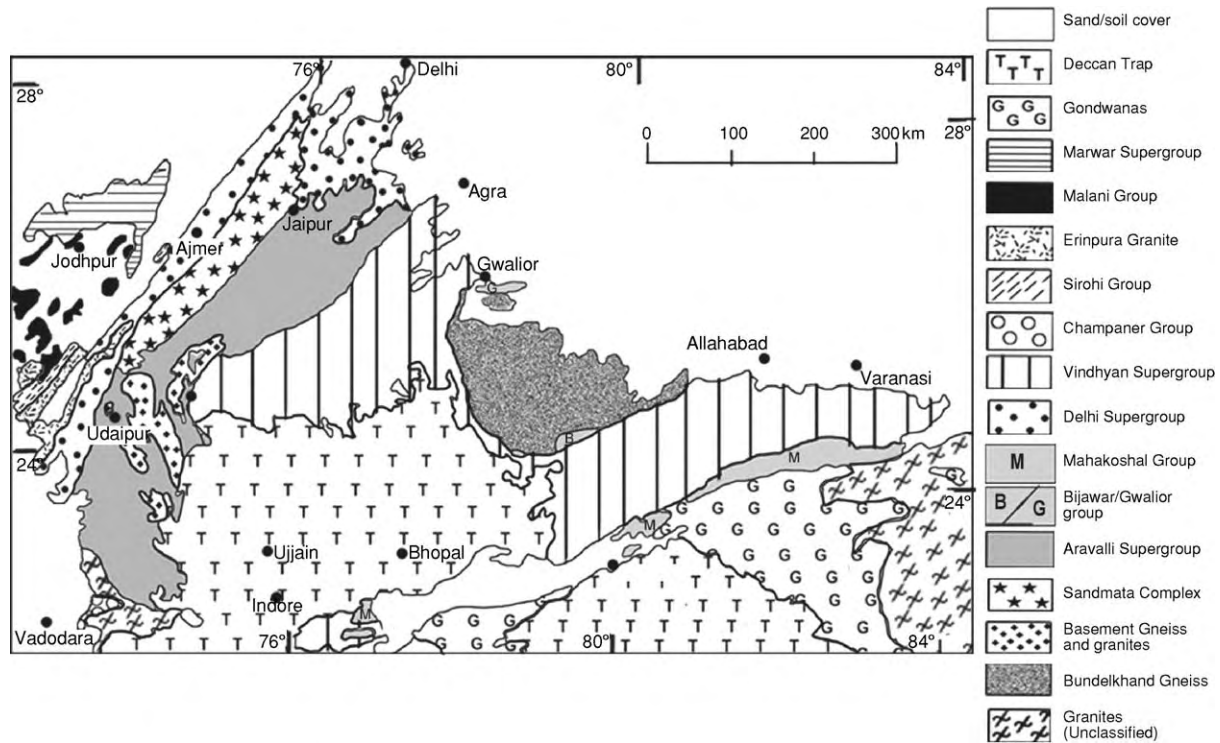 76°
Delhi
80°
84°
28°
28°
0 100 200 300 km
Agra
Jaipur
Ajmer
Jodhpur
Gwalior
G
Allahabad
Varanasi
Udaipur
B
M
24°
24°
T T T T T T
G G G G
M
Ujjain
Bhopal
Indore
M
Vadodara
76°
80°
84°
Sand/soil cover
T T T T
Deccan Trap
G G G G
Gondwanas
Marwar Supergroup
Malani Group
Erinpura Granite
Sirohi Group
Champaner Group
Vindhyan Supergroup
Delhi Supergroup
M
Mahakoshal Group
B / G
Bijawar/Gwalior
group
Aravalli Supergroup
Sandmata Complex
Basement Gneiss
and granites
Bundelkhand Gneiss
Granites
(Unclassified)